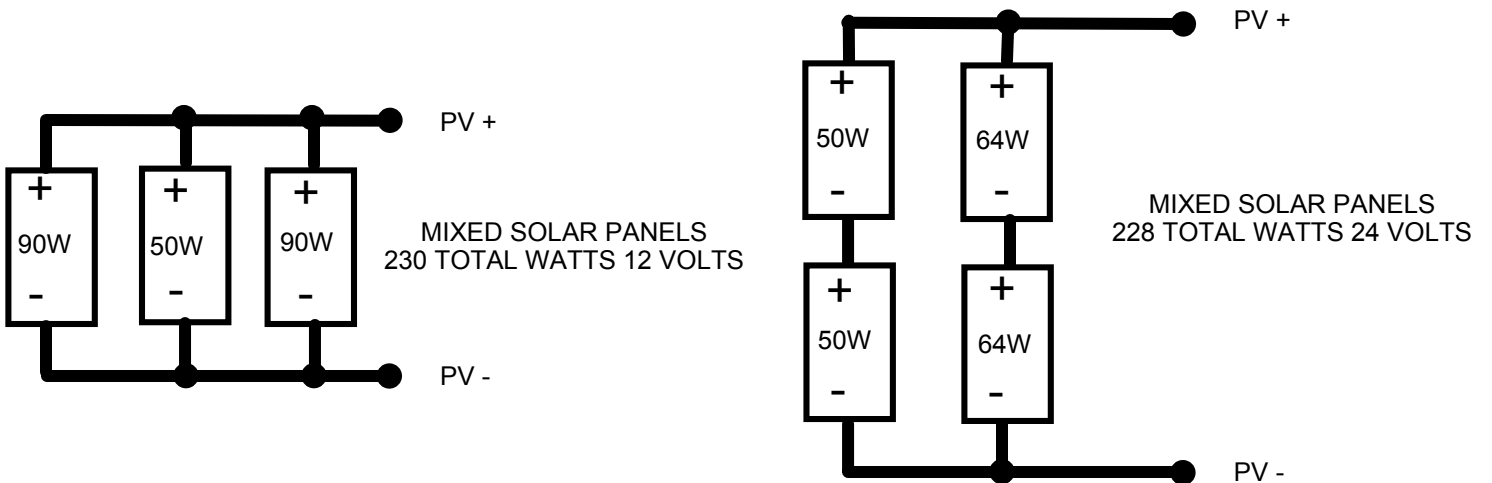 PV +
+
+
+
90W
50W
90W
-
-
-
PV -
MIXED SOLAR PANELS
230 TOTAL WATTS 12 VOLTS
PV +
+
+
50W
64W
-
-
+
+
50W
64W
-
-
PV -
MIXED SOLAR PANELS
228 TOTAL WATTS 24 VOLTS